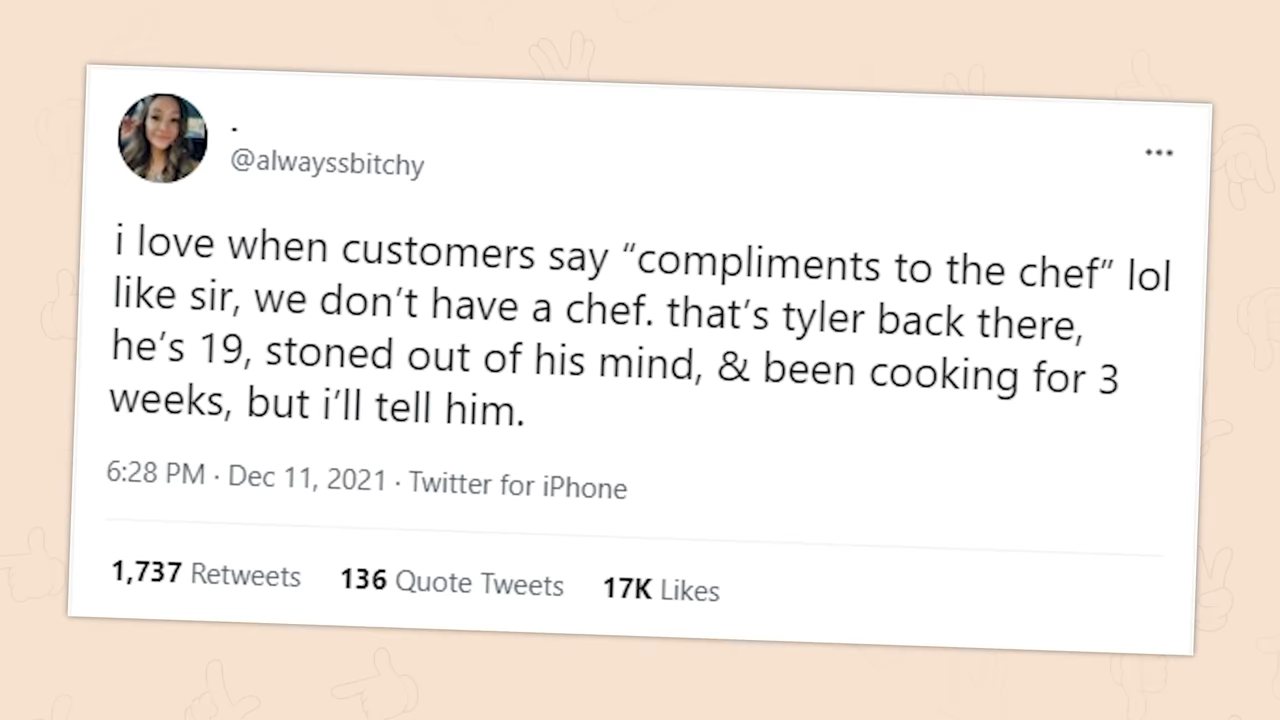 .
@alwayssbitchy
i love when customers say “compliments to the chef” lol
like sir, we don’t have a chef. that’s tyler back there,
he’s 19, stoned out of his mind, & been cooking for 3
weeks, but i’ll tell him.
6:28 PM · Dec 11, 2021 · Twitter for iPhone
1,737 Retweets 136 Quote Tweets 17K Likes